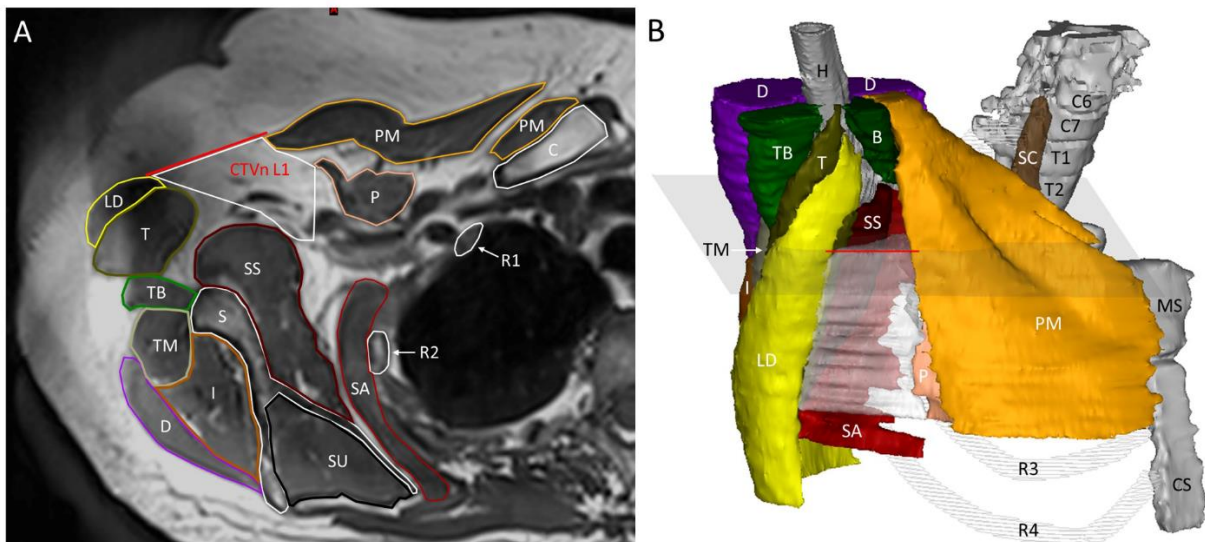 A
PM
PM
C
CTVn L1
P
LD
T
R1
SS
TB
S
R2
TM
SA
I
D
SU
B
H
D
D
C6
C7
TB
B
T
SC
T1
T2
SS
TM
I
MS
PM
LD
P
SA
R3
CS
R4